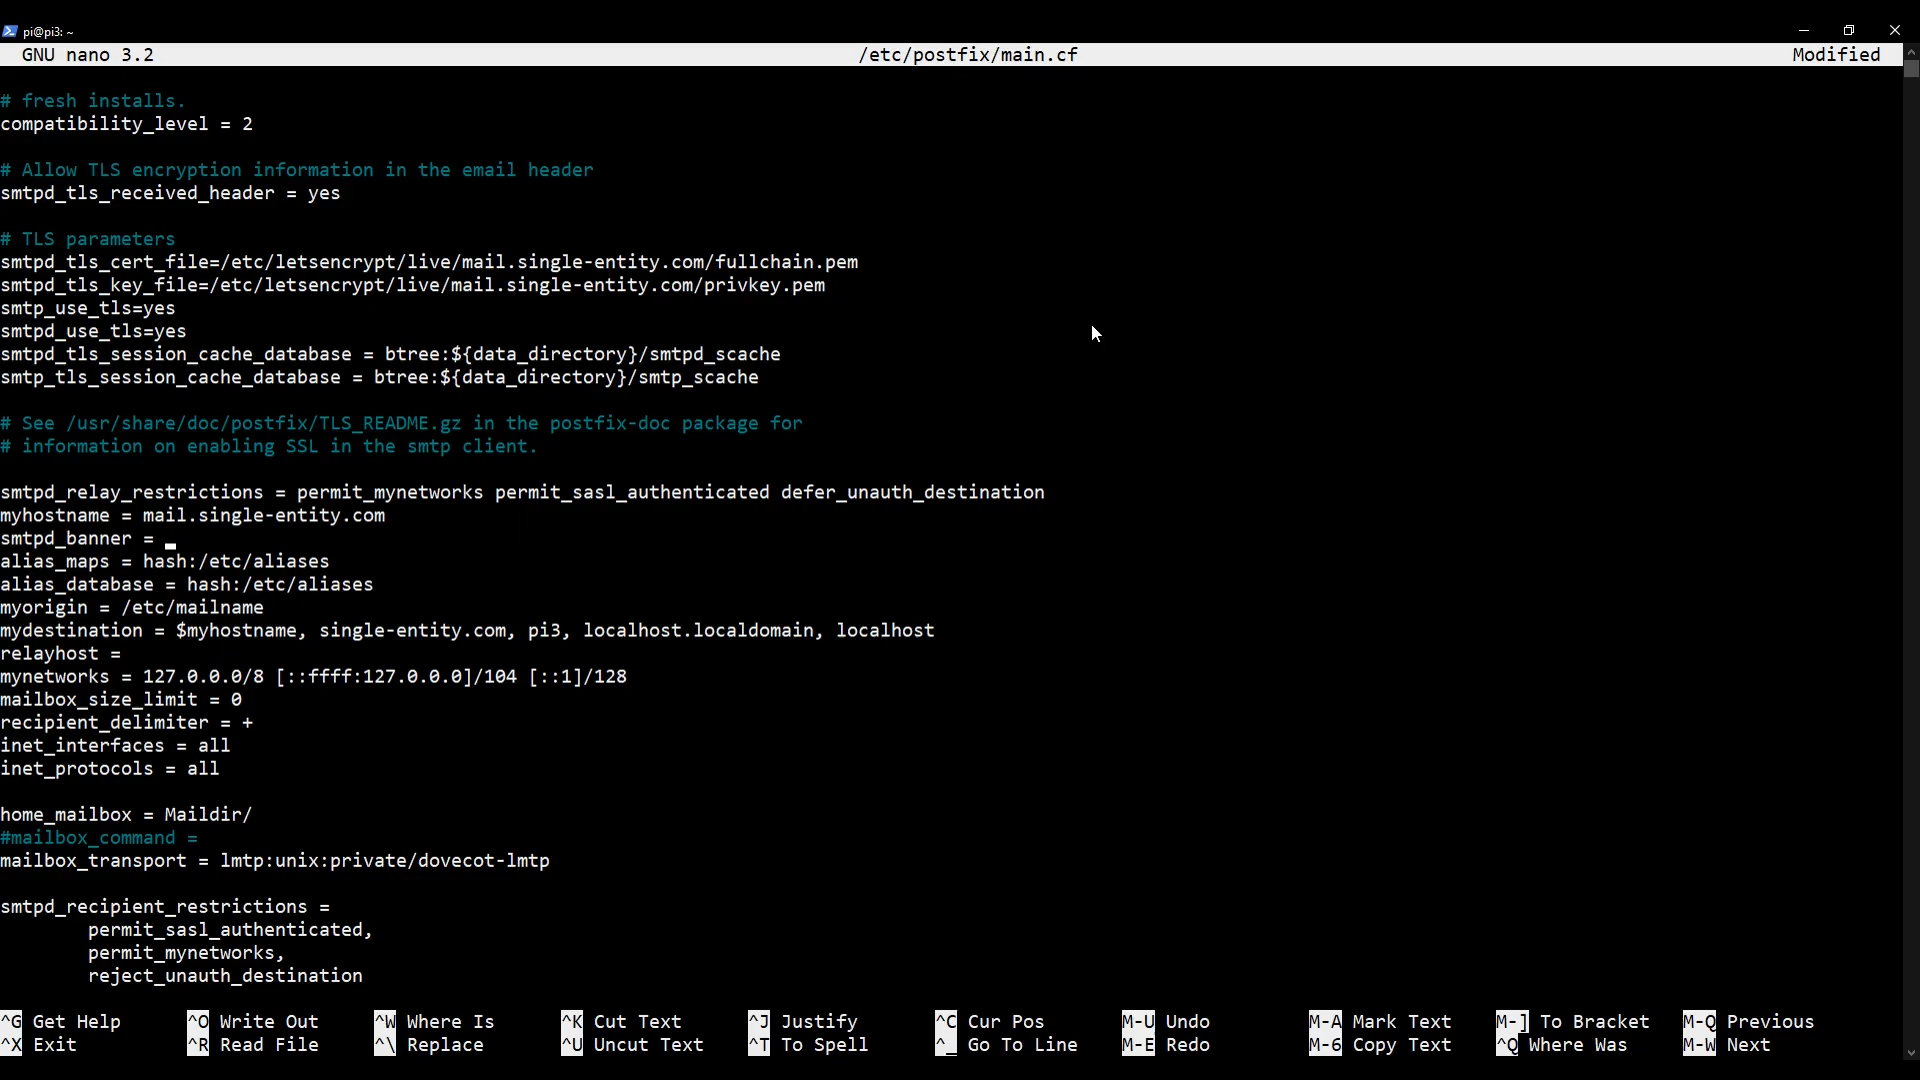 pi@pi3: ~
GNU nano 3.2 /etc/postfix/main.cf Modified
# fresh installs.
compatibility_level = 2
# Allow TLS encryption information in the email header
smtpd_tls_received_header = yes
# TLS parameters
smtpd_tls_cert_file=/etc/letsencrypt/live/mail.single-entity.com/fullchain.pem
smtpd_tls_key_file=/etc/letsencrypt/live/mail.single-entity.com/privkey.pem
smtp_use_tls=yes
smtpd_use_tls=yes
smtpd_tls_session_cache_database = btree:${data_directory}/smtpd_scache
smtp_tls_session_cache_database = btree:${data_directory}/smtp_scache
# See /usr/share/doc/postfix/TLS_README.gz in the postfix-doc package for
# information on enabling SSL in the smtp client.
smtpd_relay_restrictions = permit_mynetworks permit_sasl_authenticated defer_unauth_destination
myhostname = mail.single-entity.com
smtpd_banner =
alias_maps = hash:/etc/aliases
alias_database = hash:/etc/aliases
myorigin = /etc/mailname
mydestination = $myhostname, single-entity.com, pi3, localhost.localdomain, localhost
relayhost =
mynetworks = 127.0.0.0/8 [::ffff:127.0.0.0]/104 [::1]/128
mailbox_size_limit = 0
recipient_delimiter = +
inet_interfaces = all
inet_protocols = all
home_mailbox = Maildir/
#mailbox_command =
mailbox_transport = lmtp:unix:private/dovecot-lmtp
smtpd_recipient_restrictions =
permit_sasl_authenticated,
permit_mynetworks,
reject_unauth_destination
^G Get Help ^O Write Out ^W Where Is ^K Cut Text ^J Justify ^C Cur Pos M-U Undo M-A Mark Text M-] To Bracket M-Q Previous
^X Exit ^R Read File ^\ Replace ^U Uncut Text ^T To Spell ^_ Go To Line M-E Redo M-6 Copy Text ^Q Where Was M-W Next